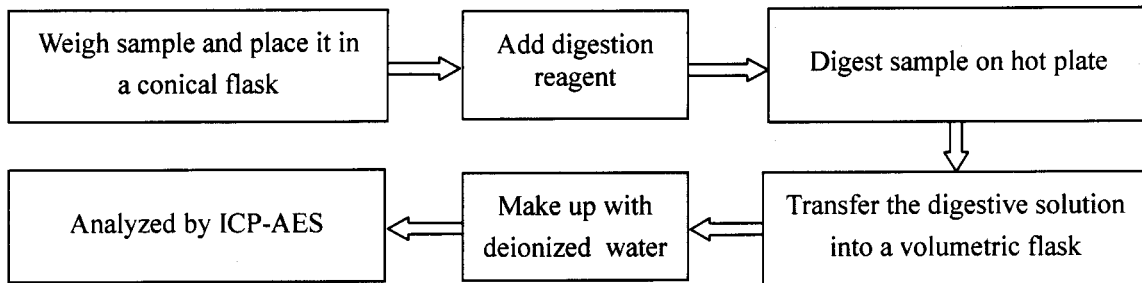 Weigh sample and place it in
a conical flask
Add digestion
reagent
Digest sample on hot plate
Transfer the digestive solution
into a volumetric flask
Make up with
deionized water
Analyzed by ICP-AES